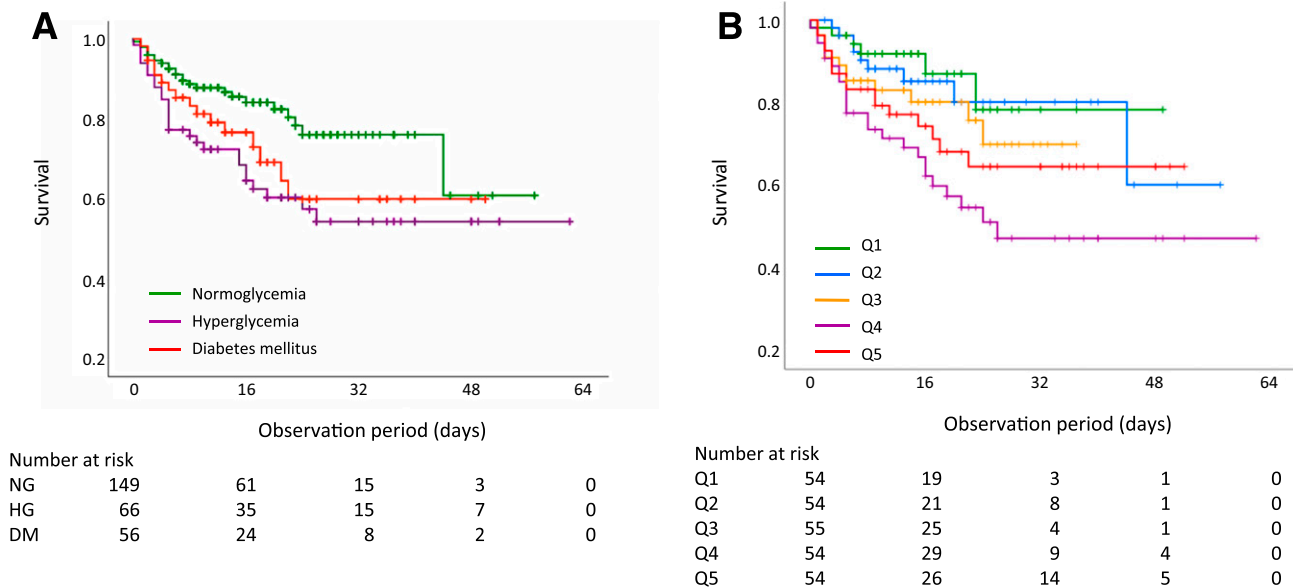 A
Survival
1.0
0.8
0.6
0.4
0.2
Normoglycemia
Hyperglycemia
Diabetes mellitus
0 16 32 48 64
Observation period (days)
Number at risk
NG 149 61 15 3 0
HG 66 35 15 7 0
DM 56 24 8 2 0
B
Survival
1.0
0.8
0.6
0.4
0.2
Q1
Q2
Q3
Q4
Q5
0 16 32 48 64
Observation period (days)
Number at risk
Q1 54 19 3 1 0
Q2 54 21 8 1 0
Q3 55 25 4 1 0
Q4 54 29 9 4 0
Q5 54 26 14 5 0